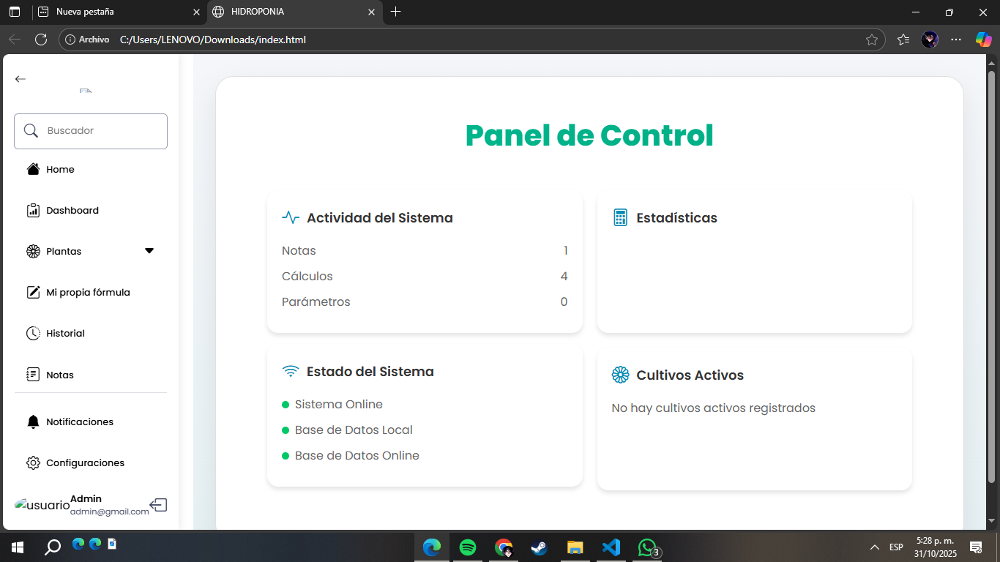 Nueva pestaña
HIDROPONIA
Archivo
C:/Users/LENOVO/Downloads/index.html
Buscador
Home
Dashboard
Plantas
Mi propia fórmula
Historial
Notas
Notificaciones
Configuraciones
usuario
Admin
admin@gmail.com
Panel de Control
Actividad del Sistema
Notas 1
Cálculos 4
Parámetros 0
Estadísticas
Estado del Sistema
Sistema Online
Base de Datos Local
Base de Datos Online
Cultivos Activos
No hay cultivos activos registrados
3
ESP
5:28 p. m.
31/10/2025